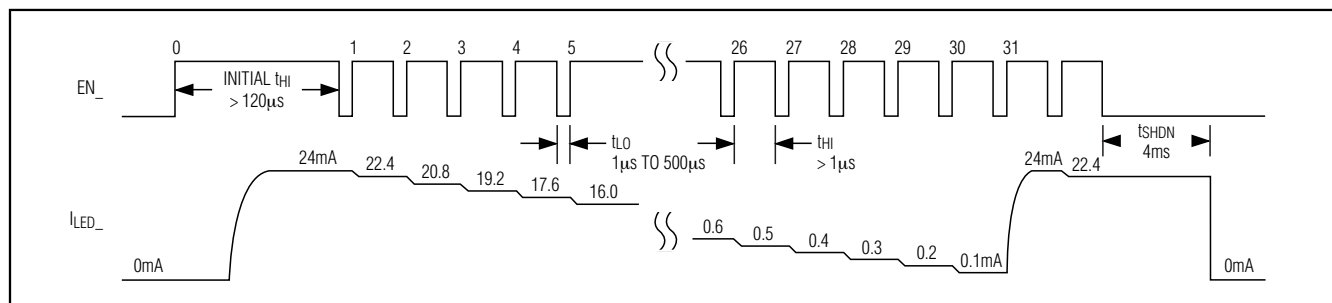 0 1 2 3 4 5 26 27 28 29 30 31
EN_
INITIAL tHI
> 120µs
tLO
1µs TO 500µs
tHI
> 1µs
tSHDN
4ms
24mA 22.4 20.8 19.2 17.6 16.0
24mA 22.4
ILED_
0.6 0.5 0.4 0.3 0.2 0.1mA
0mA
0mA